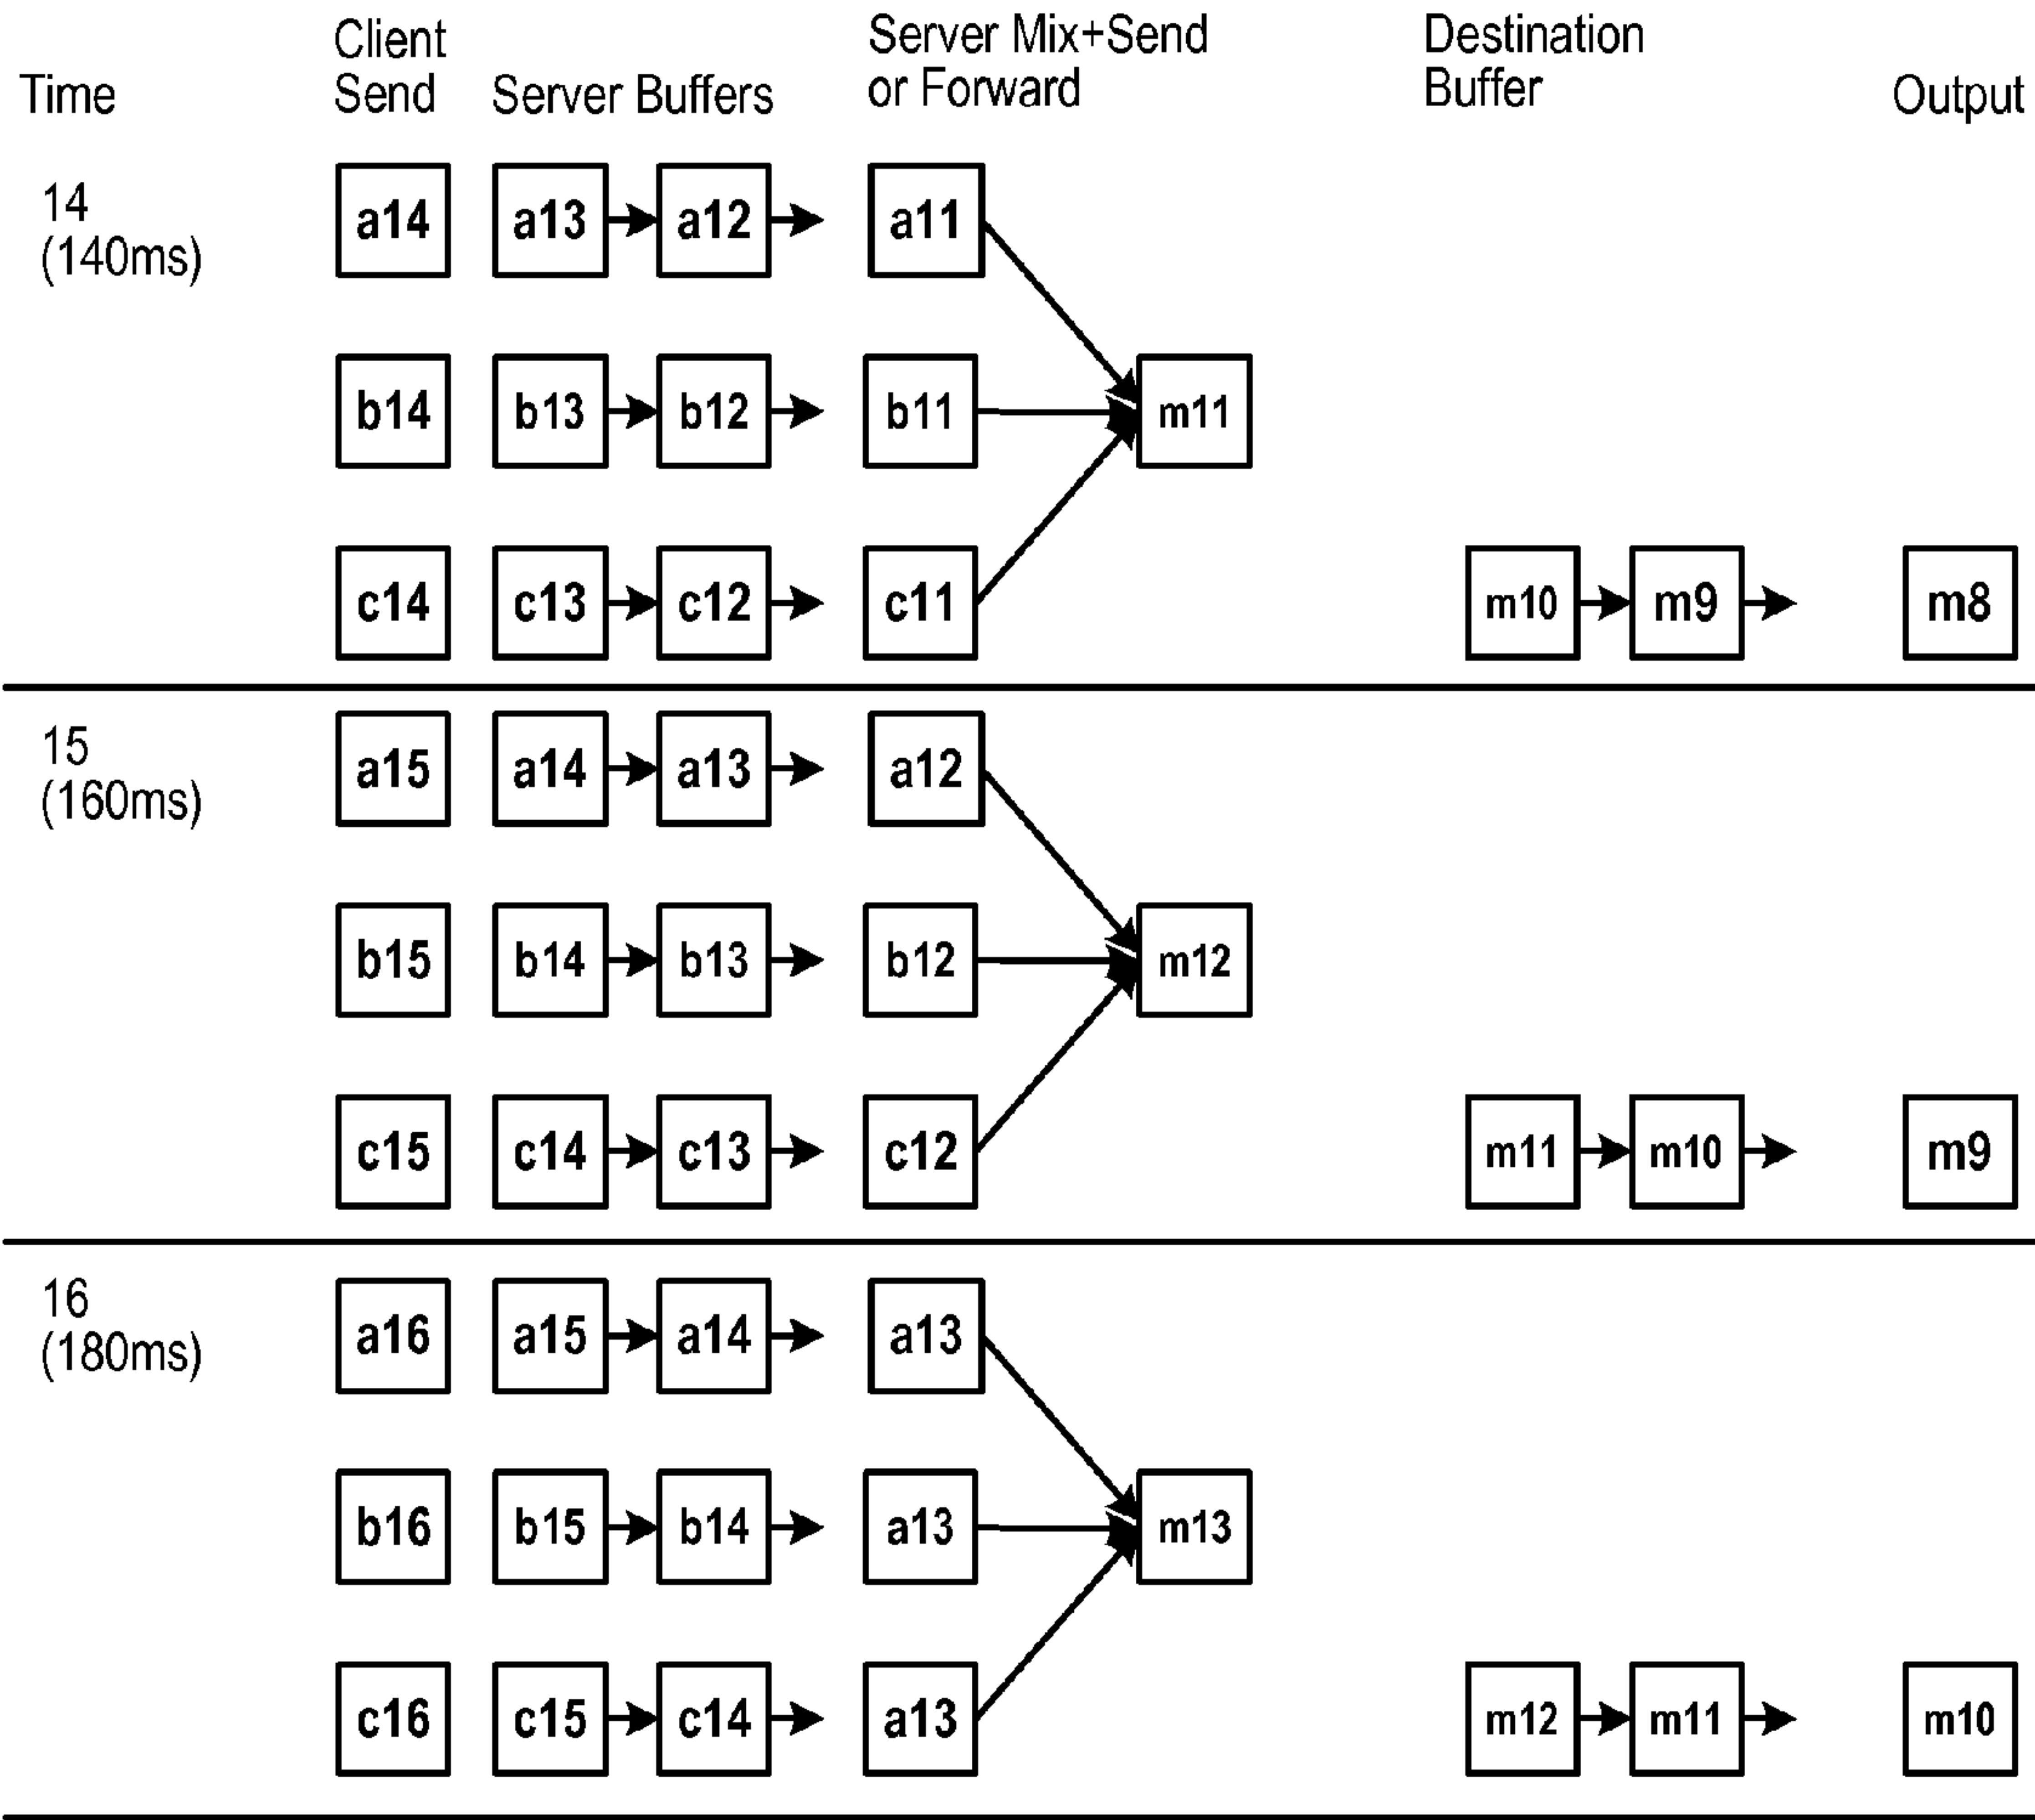 Time
Client
Send
Server Buffers
Server Mix+Send
or Forward
Destination
Buffer
Output
14
(140ms)
a14 a13 a12 a11
b14 b13 b12 b11 m11
c14 c13 c12 c11 m10 m9 m8
15
(160ms)
a15 a14 a13 a12
b15 b14 b13 b12 m12
c15 c14 c13 c12 m11 m10 m9
16
(180ms)
a16 a15 a14 a13
b16 b15 b14 a13 m13
c16 c15 c14 a13 m12 m11 m10